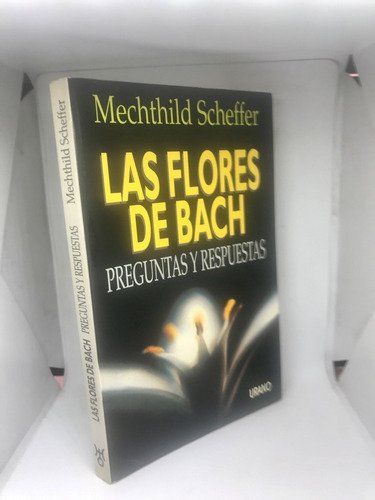 Mechthild Scheffer
LAS FLORES
DE BACH
PREGUNTAS Y RESPUESTAS
URANO
LAS FLORES DE BACH PREGUNTAS Y RESPUESTAS Mechthild Scheffer